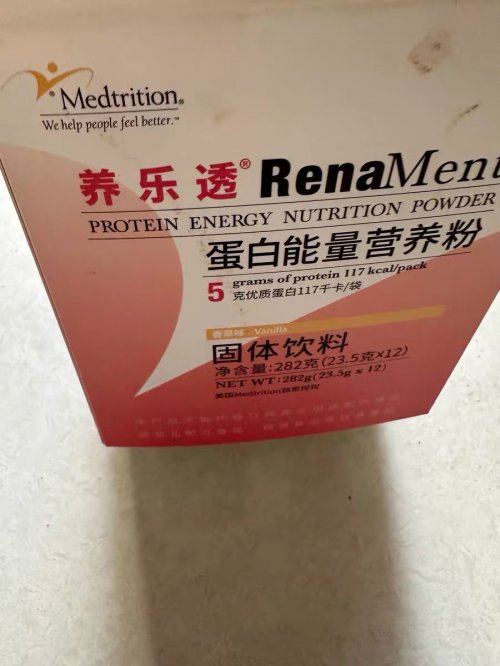 Medtrition®
We help people feel better.™
养乐透® RenaMent
PROTEIN ENERGY NUTRITION POWDER
蛋白能量营养粉
5 grams of protein 117 kcal/pack
克优质蛋白117千卡/袋
香草味 · Vanilla
固体饮料
净含量:282克(23.5克×12)
NET WT:282g(23.5g x 12)
美国Medtrition独家授权